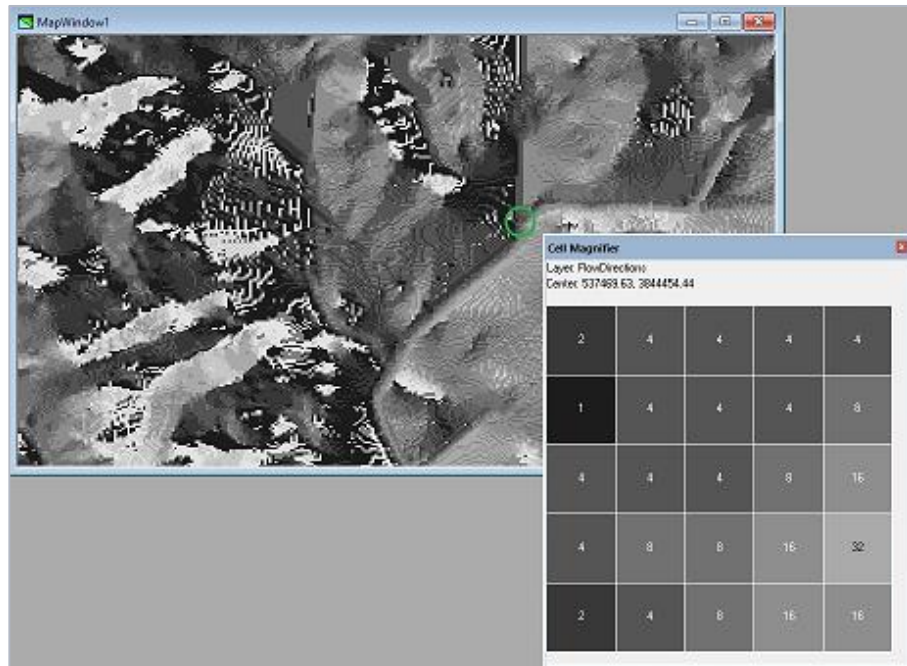 MapWindow1
Cell Magnifier
Layer: FlowDirections
Center: 537469.63, 3844454.44
2 4 4 4 4
1 4 4 4 8
4 4 4 8 16
4 8 8 16 32
2 4 8 16 16